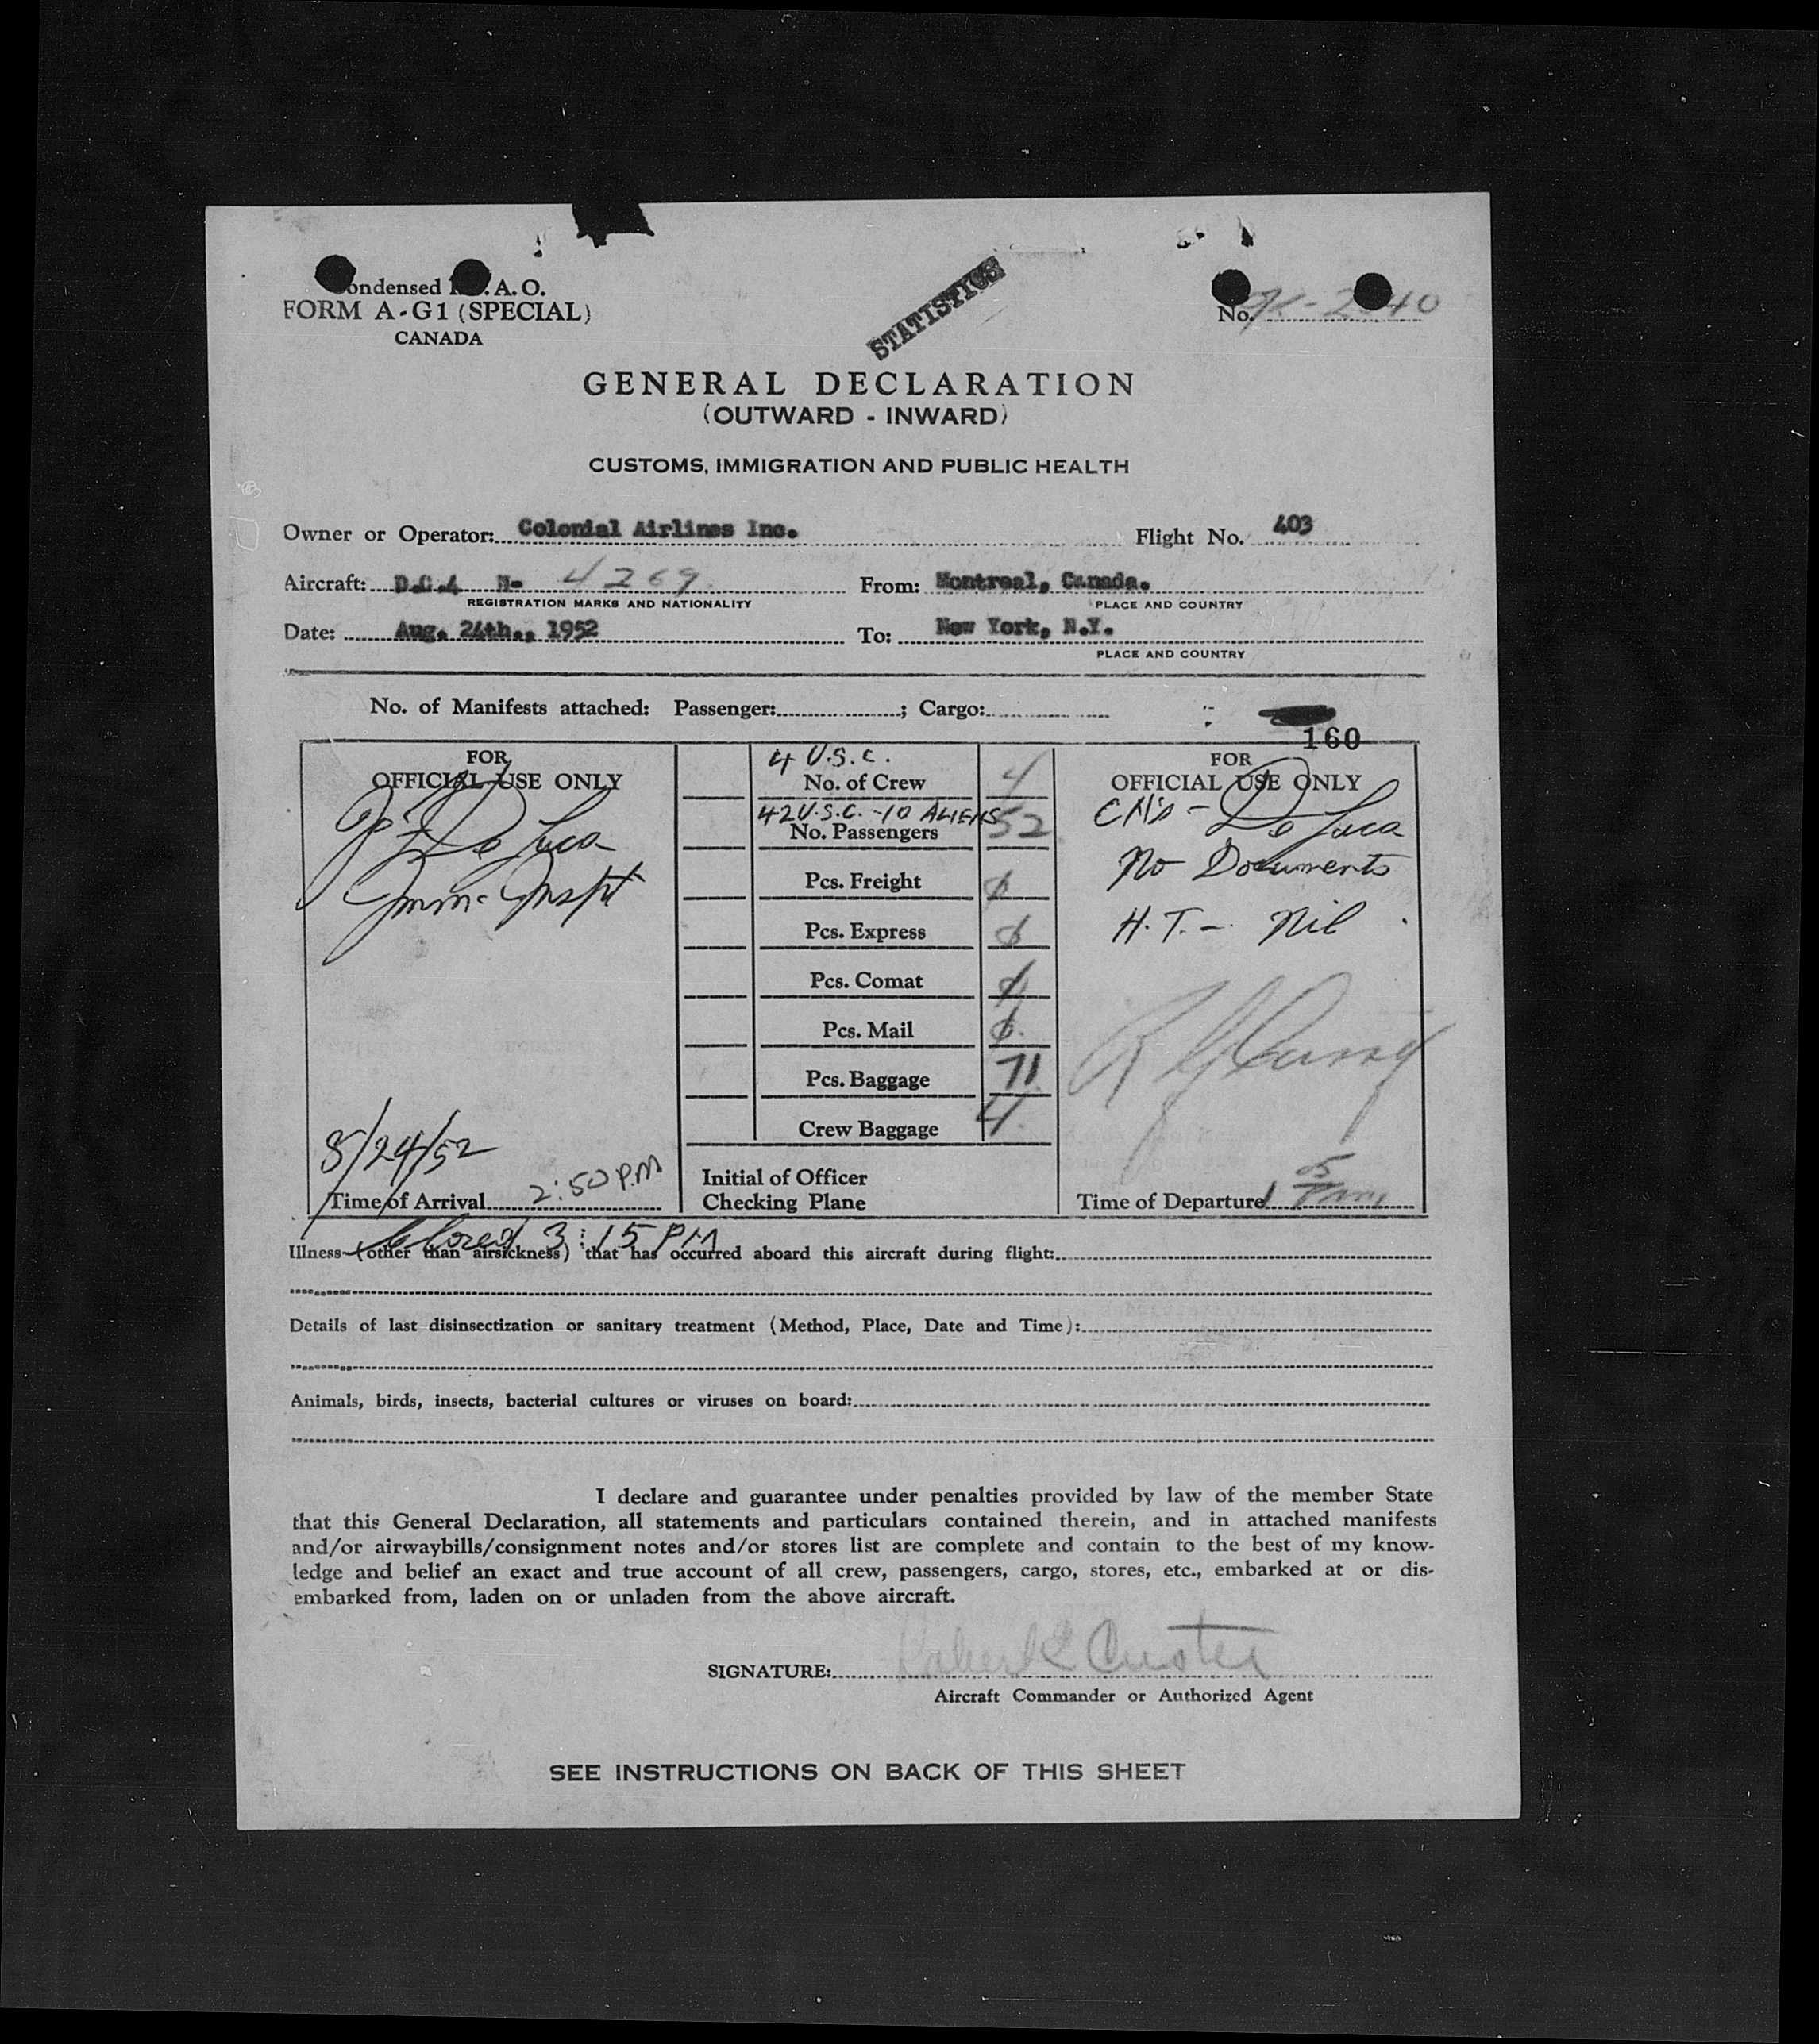 ondensed I. .A.O.
FORM A-G1 (SPECIAL)
CANADA
STATISTICS
No. 40
GENERAL DECLARATION
(OUTWARD - INWARD)
CUSTOMS, IMMIGRATION AND PUBLIC HEALTH
Owner or Operator: Colonial Airlines Inc. Flight No. 403
Aircraft: D.C.4 N- 4269 From: Montreal, Canada.
REGISTRATION MARKS AND NATIONALITY PLACE AND COUNTRY
Date: Aug. 24th., 1952 To: New York, N.Y.
PLACE AND COUNTRY
No. of Manifests attached: Passenger: ; Cargo:
160
FOR
OFFICIAL USE ONLY
De Luca
Imm. Inspt
8/24/52
Time of Arrival 2:50 P.M
4 U.S.C.
No. of Crew 4
42 U.S.C. -10 ALIENS
No. Passengers 52
Pcs. Freight ø
Pcs. Express ø
Pcs. Comat ø
Pcs. Mail ø
Pcs. Baggage 71
Crew Baggage 4
Initial of Officer
Checking Plane
FOR
OFFICIAL USE ONLY
De Luca
No Documents
H.T. - Nil
Time of Departure 1 05
Closed 3:15 PM
Illness (other than airsickness) that has occurred aboard this aircraft during flight:
Details of last disinsectization or sanitary treatment (Method, Place, Date and Time):
Animals, birds, insects, bacterial cultures or viruses on board:
I declare and guarantee under penalties provided by law of the member State
that this General Declaration, all statements and particulars contained therein, and in attached manifests
and/or airwaybills/consignment notes and/or stores list are complete and contain to the best of my know-
ledge and belief an exact and true account of all crew, passengers, cargo, stores, etc., embarked at or dis-
embarked from, laden on or unladen from the above aircraft.
SIGNATURE: Robert E Custer
Aircraft Commander or Authorized Agent
SEE INSTRUCTIONS ON BACK OF THIS SHEET